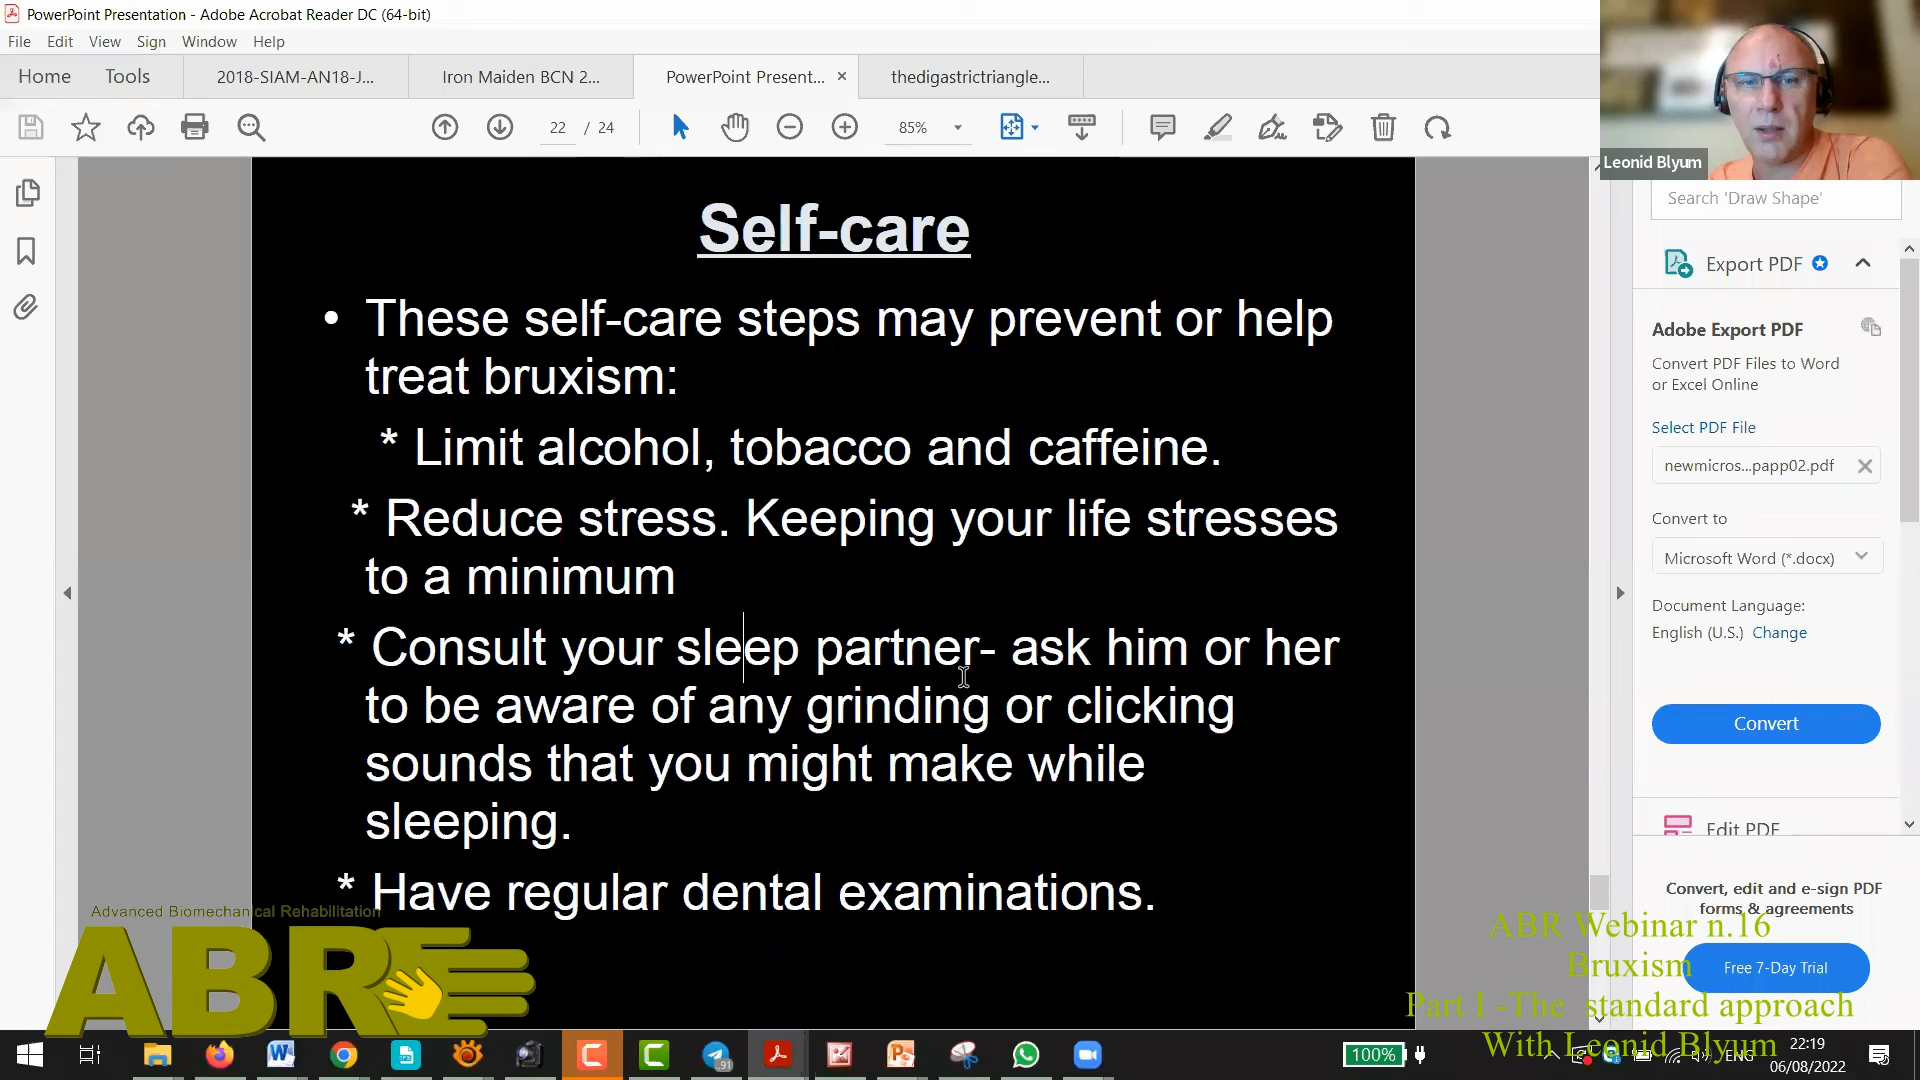 PowerPoint Presentation - Adobe Acrobat Reader DC (64-bit)
File Edit View Sign Window Help
Home Tools 2018-SIAM-AN18-J... Iron Maiden BCN 2... PowerPoint Present... × thedigastrictriangle...
22 / 24 85%
Leonid Blyum
Search 'Draw Shape'
Export PDF
Adobe Export PDF
Convert PDF Files to Word
or Excel Online
Select PDF File
newmicros...papp02.pdf
Convert to
Microsoft Word (*.docx)
Document Language:
English (U.S.) Change
Convert
Edit PDF
Convert, edit and e-sign PDF
forms & agreements
Free 7-Day Trial
Self-care
• These self-care steps may prevent or help
treat bruxism:
* Limit alcohol, tobacco and caffeine.
* Reduce stress. Keeping your life stresses
to a minimum
* Consult your sleep partner- ask him or her
to be aware of any grinding or clicking
sounds that you might make while
sleeping.
* Have regular dental examinations.
Advanced Biomechanical Rehabilitation
ABR
ABR Webinar n.16
Bruxism
Part I -The standard approach
With Leonid Blyum
100%
ENG
22:19
06/08/2022